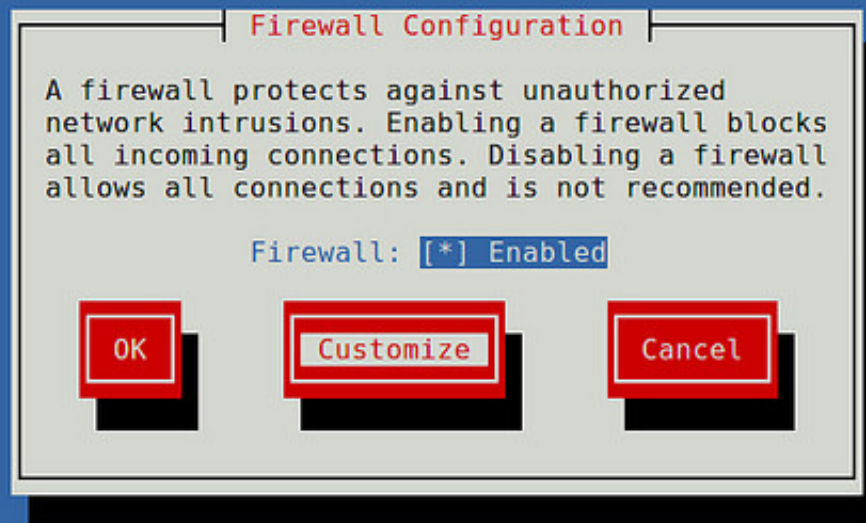 Firewall Configuration
A firewall protects against unauthorized
network intrusions. Enabling a firewall blocks
all incoming connections. Disabling a firewall
allows all connections and is not recommended.
Firewall: [*] Enabled
OK Customize Cancel